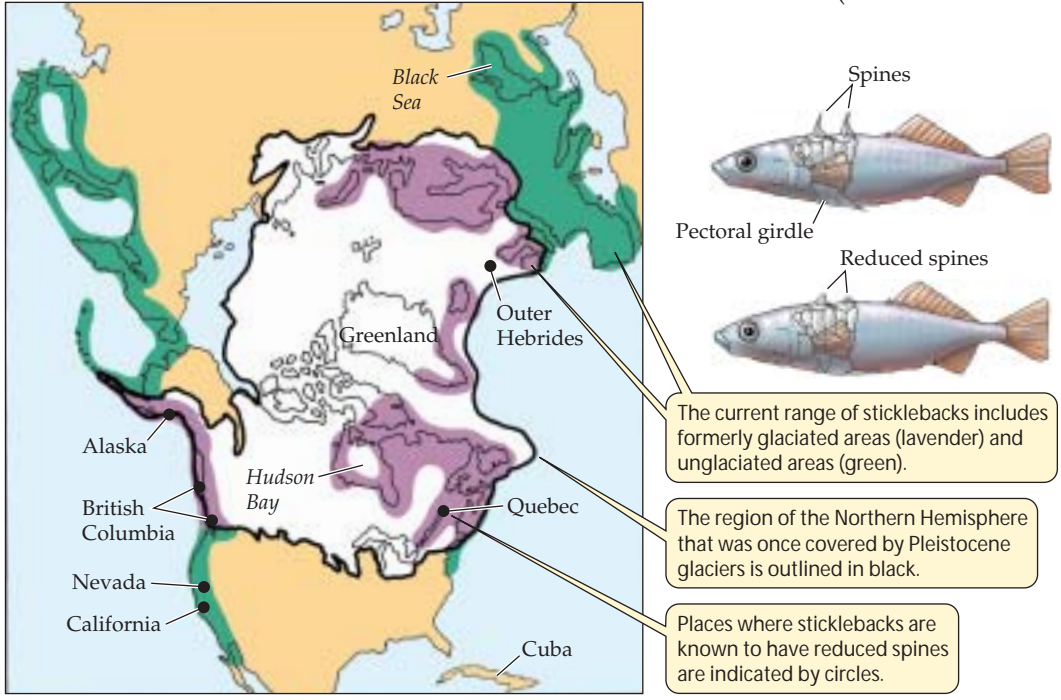 Black
Sea
Spines
Pectoral girdle
Reduced spines
Outer
Hebrides
Greenland
Alaska
Hudson
Bay
British
Columbia
Quebec
Nevada
California
Cuba
The current range of sticklebacks includes
formerly glaciated areas (lavender) and
unglaciated areas (green).
The region of the Northern Hemisphere
that was once covered by Pleistocene
glaciers is outlined in black.
Places where sticklebacks are
known to have reduced spines
are indicated by circles.